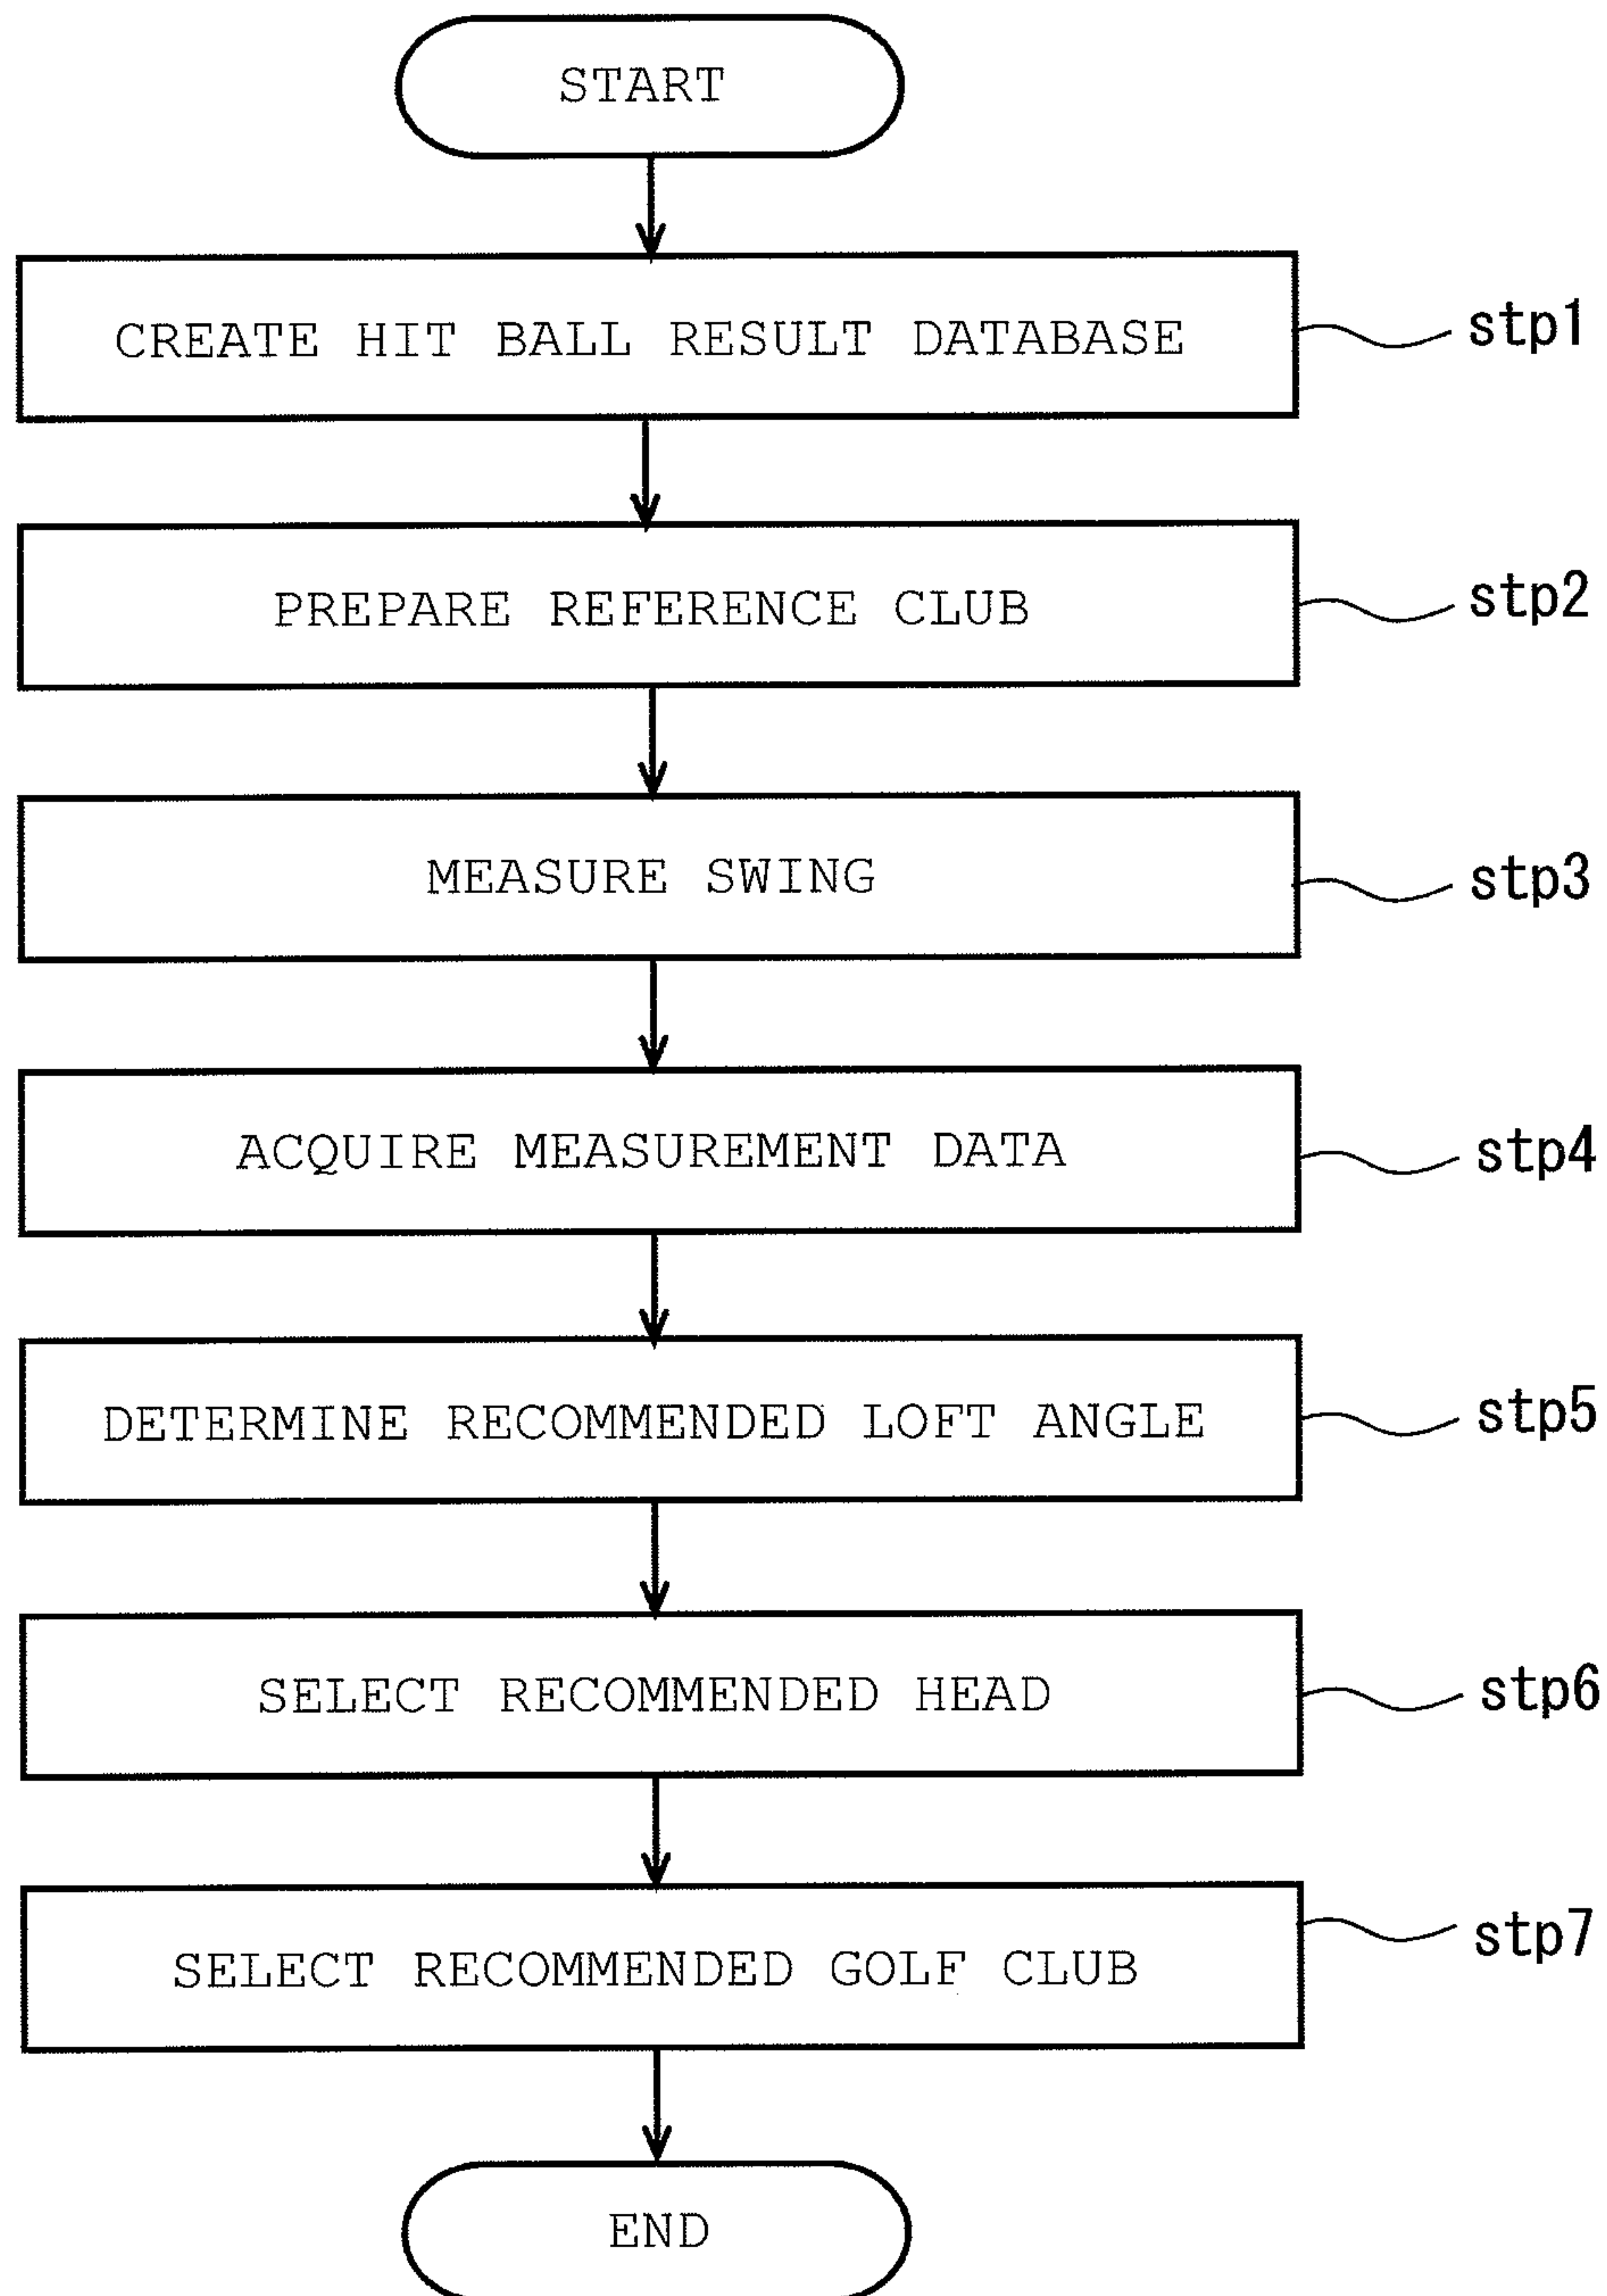 START
CREATE HIT BALL RESULT DATABASE
stp1
PREPARE REFERENCE CLUB
stp2
MEASURE SWING
stp3
ACQUIRE MEASUREMENT DATA
stp4
DETERMINE RECOMMENDED LOFT ANGLE
stp5
SELECT RECOMMENDED HEAD
stp6
SELECT RECOMMENDED GOLF CLUB
stp7
END